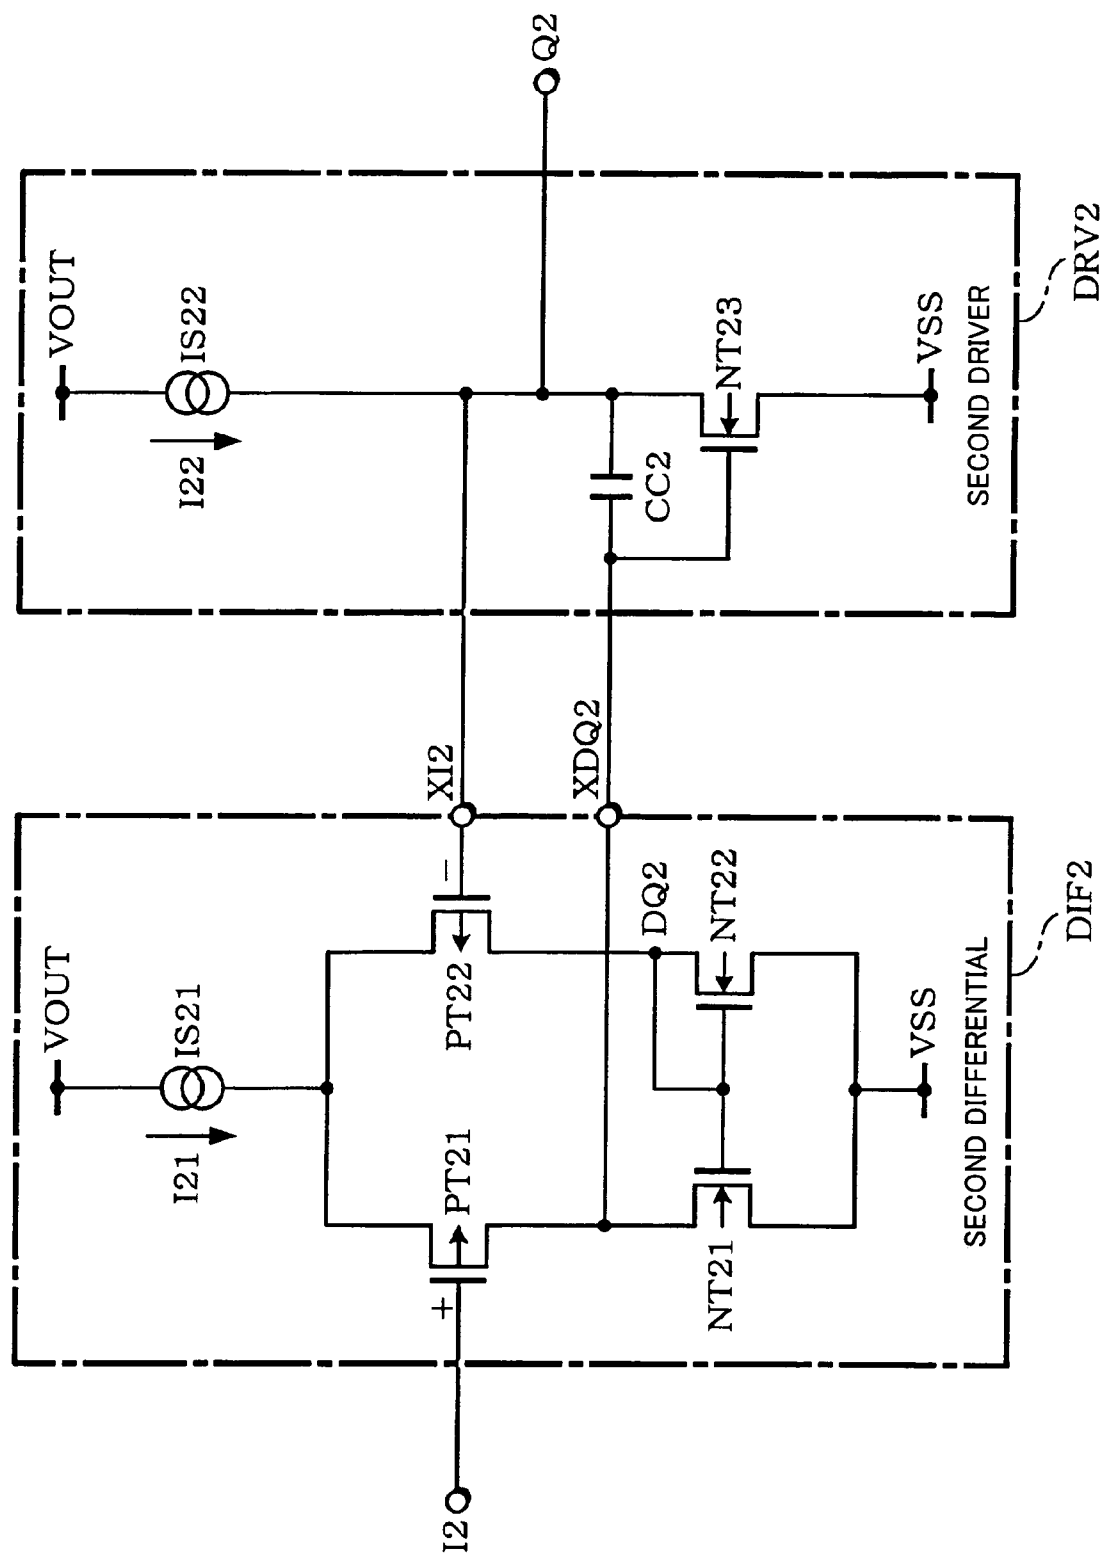 I2
VOUT
I21
IS21
+
PT21
PT22
−
XI2
DQ2
XDQ2
NT21
NT22
VSS
SECOND DIFFERENTIAL
DIF2
VOUT
I22
IS22
Q2
CC2
NT23
VSS
SECOND DRIVER
DRV2